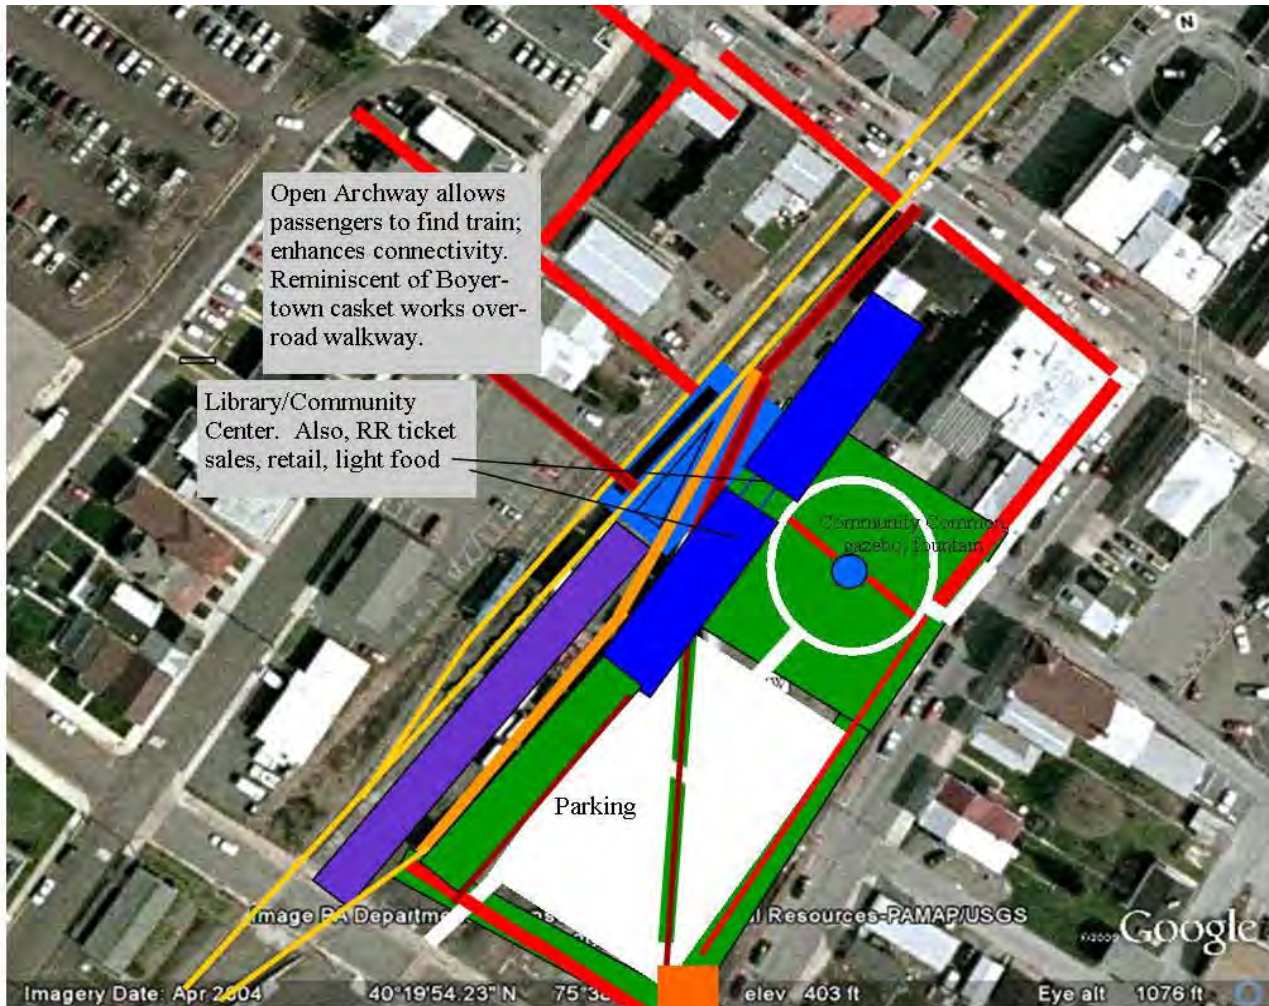 N
Open Archway allows
passengers to find train;
enhances connectivity.
Reminiscent of Boyer-
town casket works over-
road walkway.
Library/Community
Center. Also, RR ticket
sales, retail, light food
Community Common,
gazebo, fountain
Parking
Image PA Departm
l Resources-PAMAP/USGS
©2009 Google
Imagery Date: Apr 2004
40°19'54.23" N
75°38
elev 403 ft
Eye alt 1076 ft